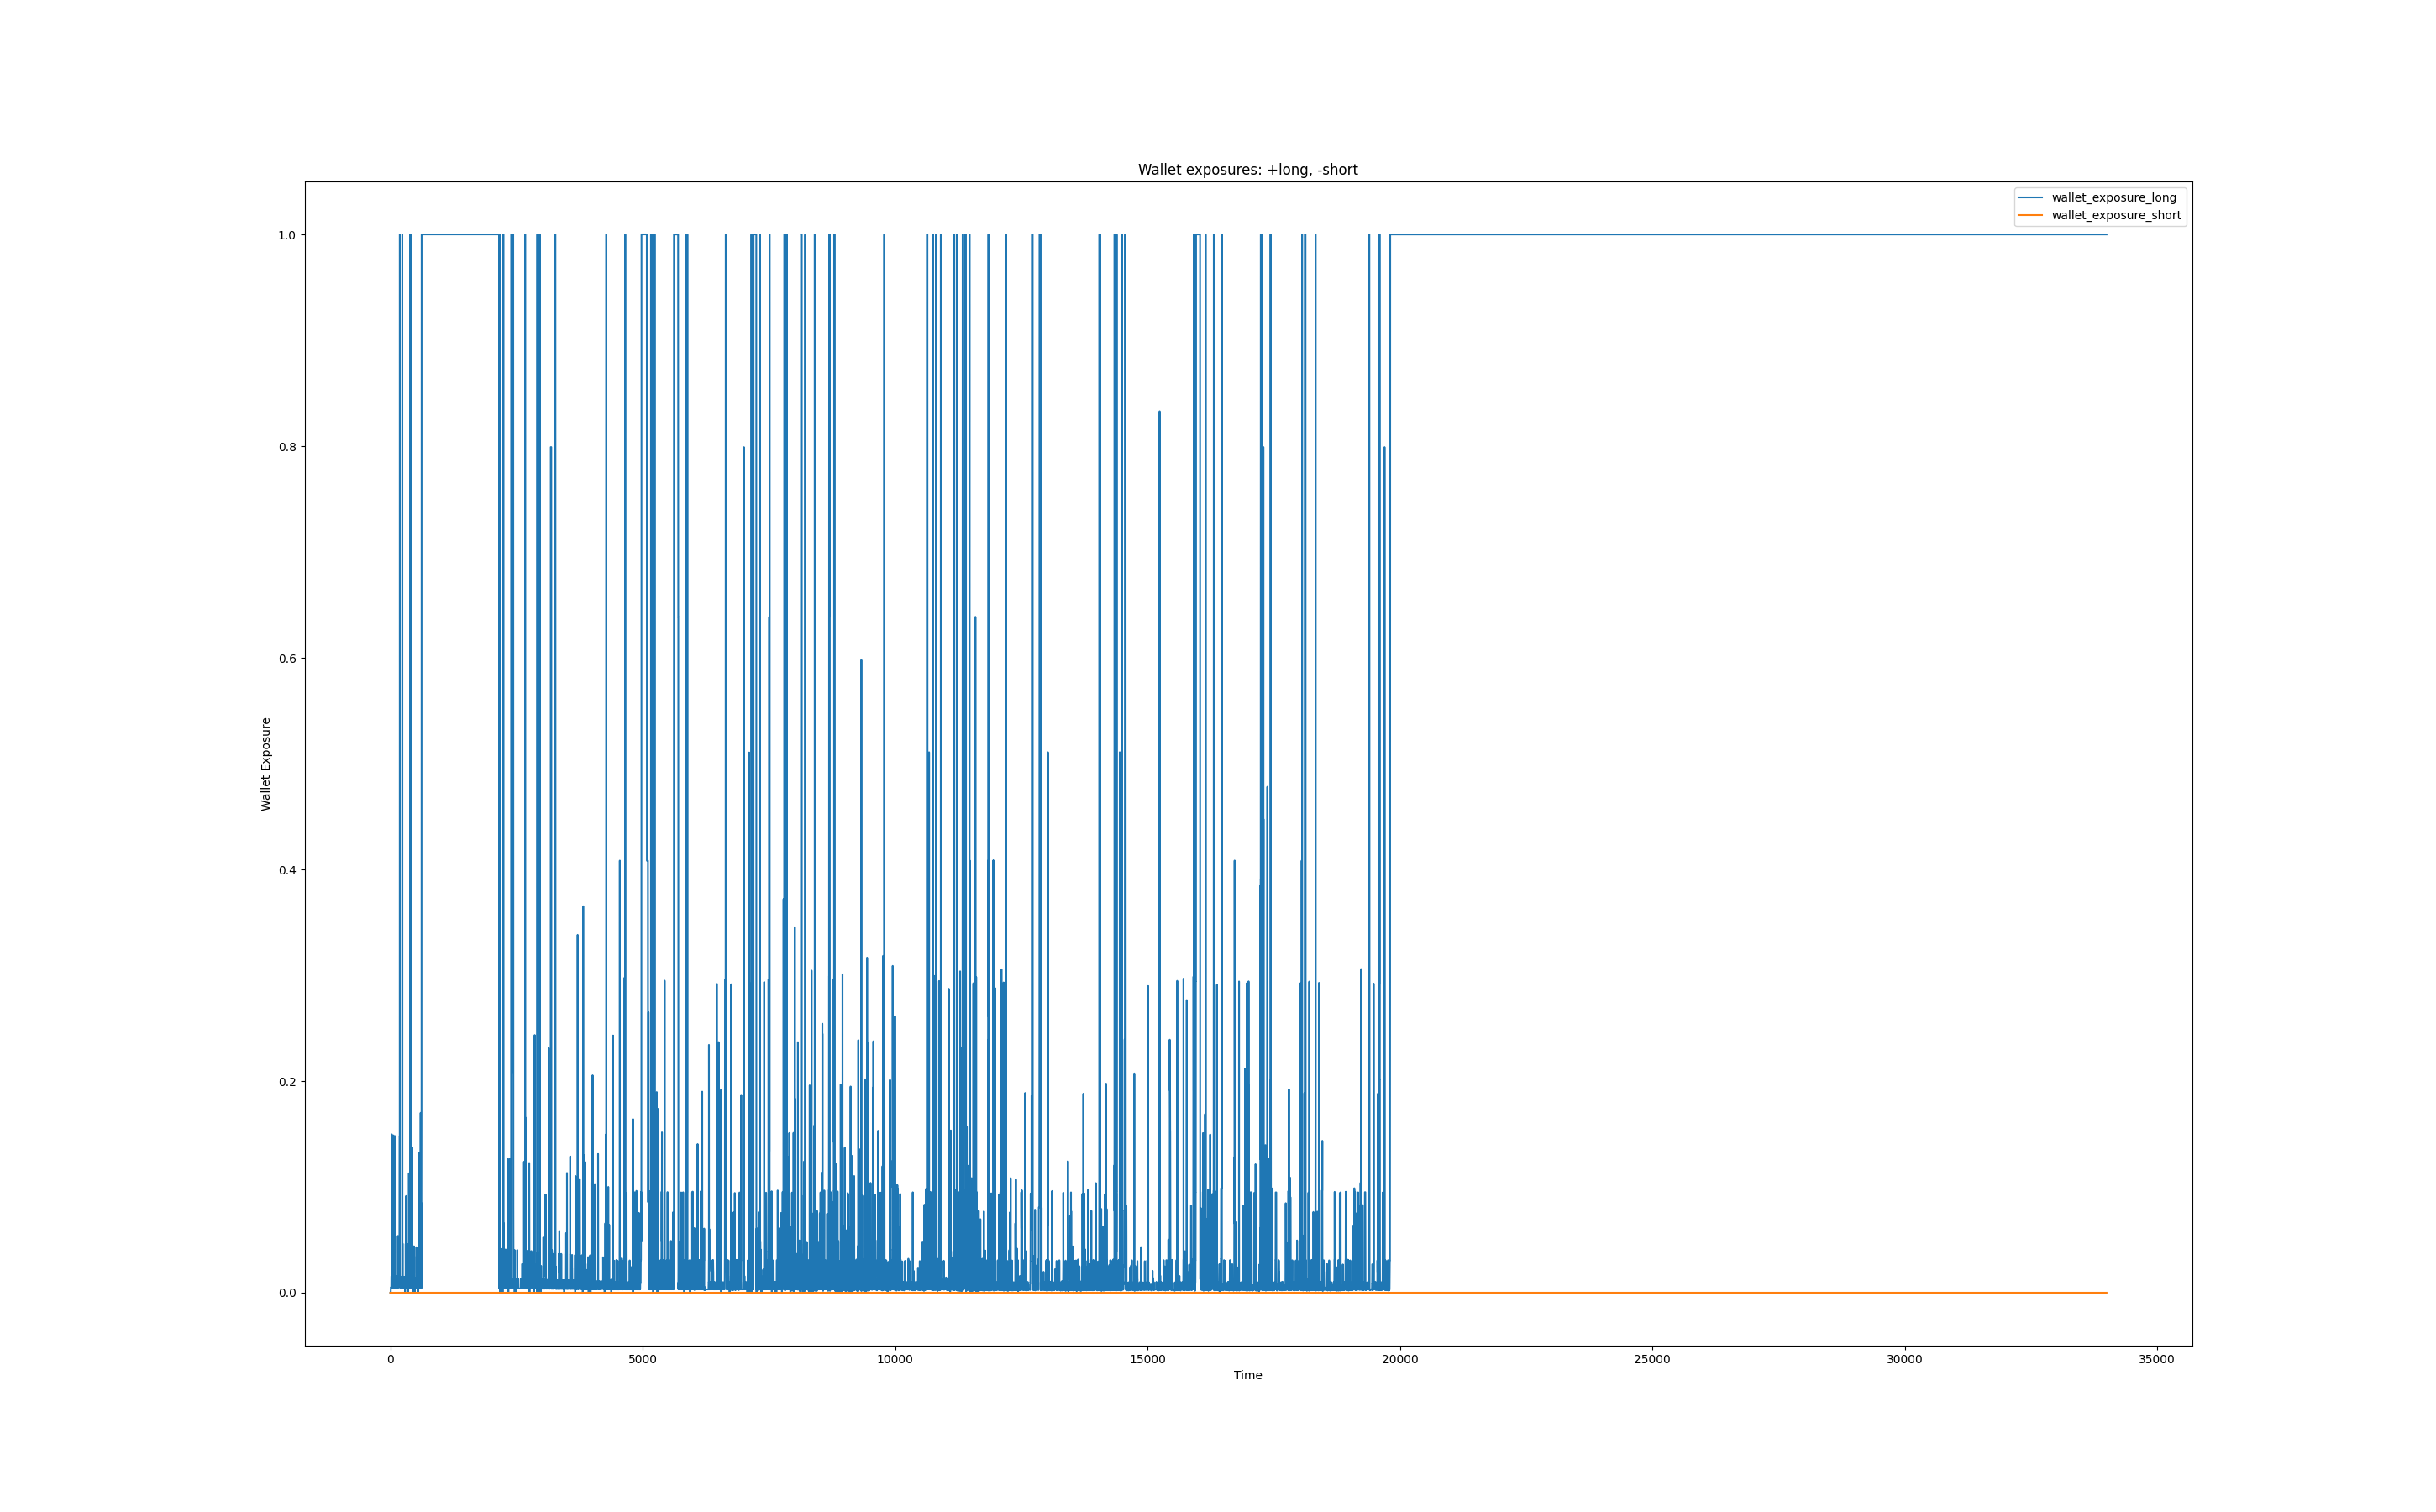 Wallet exposures: +long, -short
wallet_exposure_long
wallet_exposure_short
1.0
0.8
0.6
0.4
0.2
0.0
Wallet Exposure
0 5000 10000 15000 20000 25000 30000 35000
Time